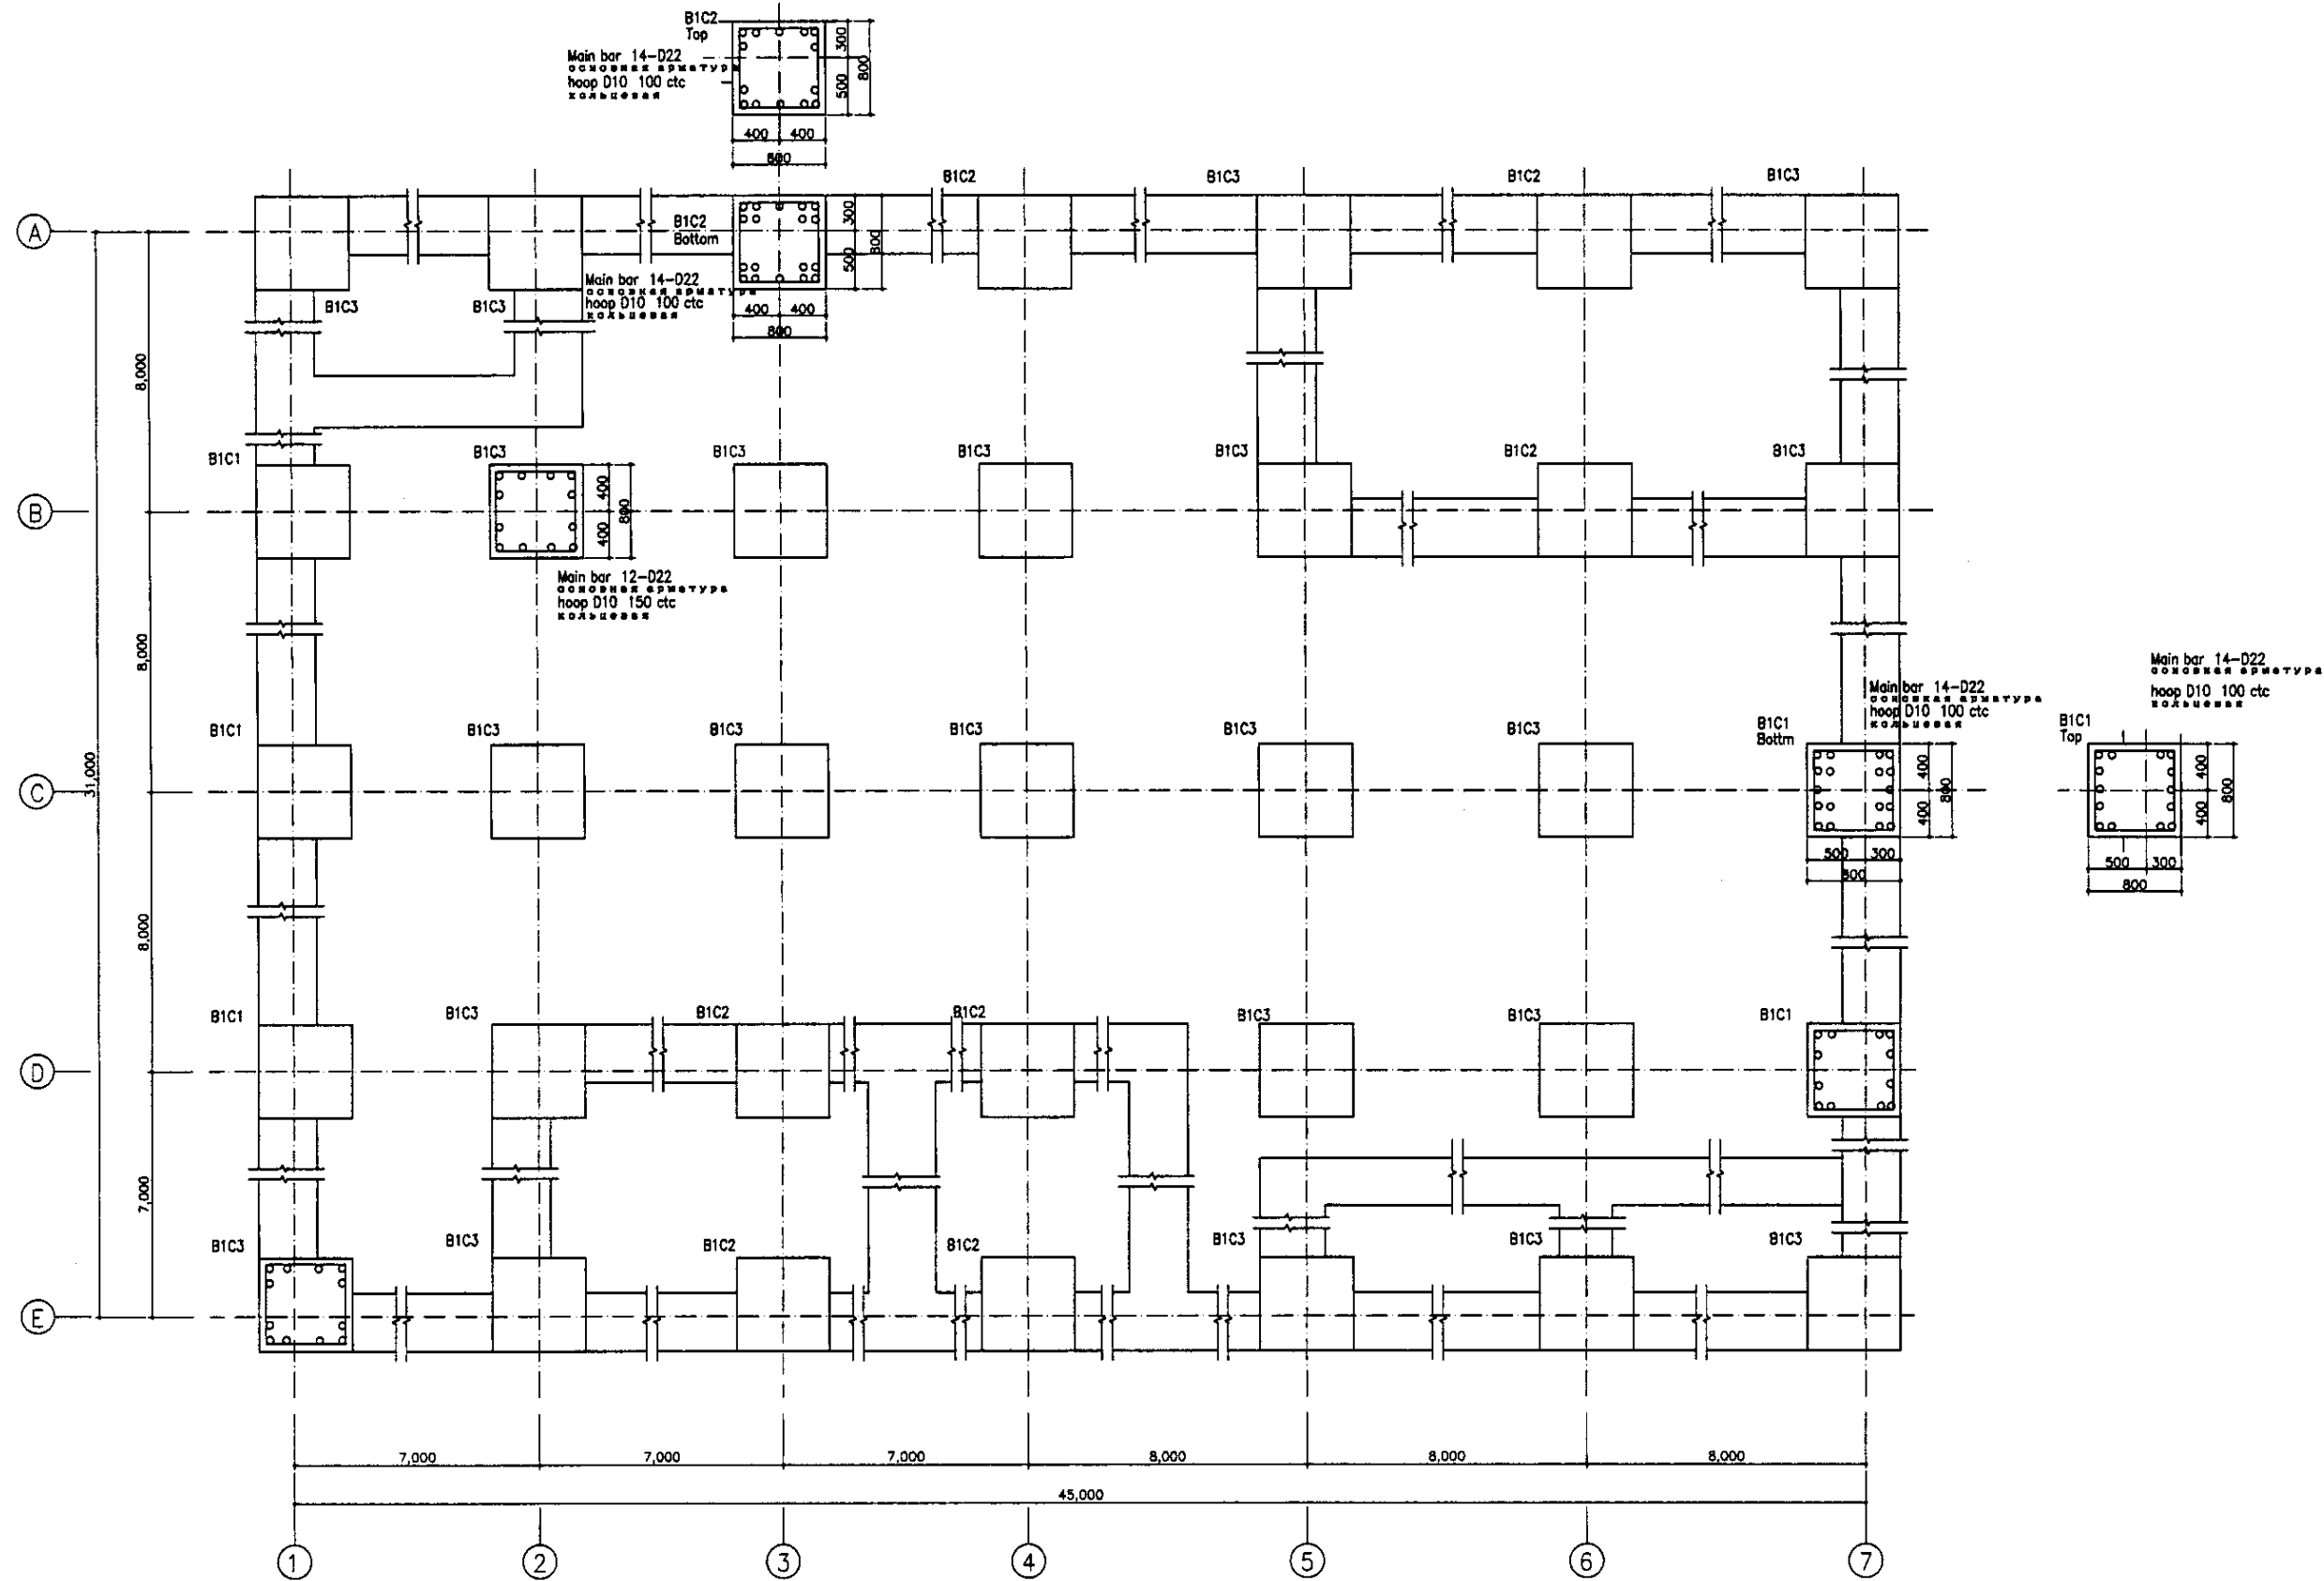 B1C2
Top
Main bar 14-D22
основная арматура
hoop D10 100 ctc
кольцевая
300
500
800
400 400
800
B1C2
B1C3
B1C2
B1C3
A
B1C2
Bottom
300
500
800
Main bar 14-D22
основная арматура
hoop D10 100 ctc
кольцевая
400 400
800
B1C3
B1C3
8,000
B1C1
B1C3
B1C3
B1C3
B1C3
B1C2
B1C3
B
400
400
800
Main bar 12-D22
основная арматура
hoop D10 150 ctc
кольцевая
8,000
Main bar 14-D22
основная арматура
hoop D10 100 ctc
кольцевая
Main bar 14-D22
основная арматура
hoop D10 100 ctc
кольцевая
B1C1
B1C3
B1C3
B1C3
B1C3
B1C3
B1C1
Bottm
B1C1
Top
C
31,000
400
400
800
400
400
800
500 300
800
500 300
800
8,000
B1C1
B1C3
B1C2
B1C2
B1C3
B1C3
B1C1
D
7,000
B1C3
B1C3
B1C2
B1C2
B1C3
B1C3
B1C3
E
7,000 7,000 7,000 8,000 8,000 8,000
45,000
1 2 3 4 5 6 7